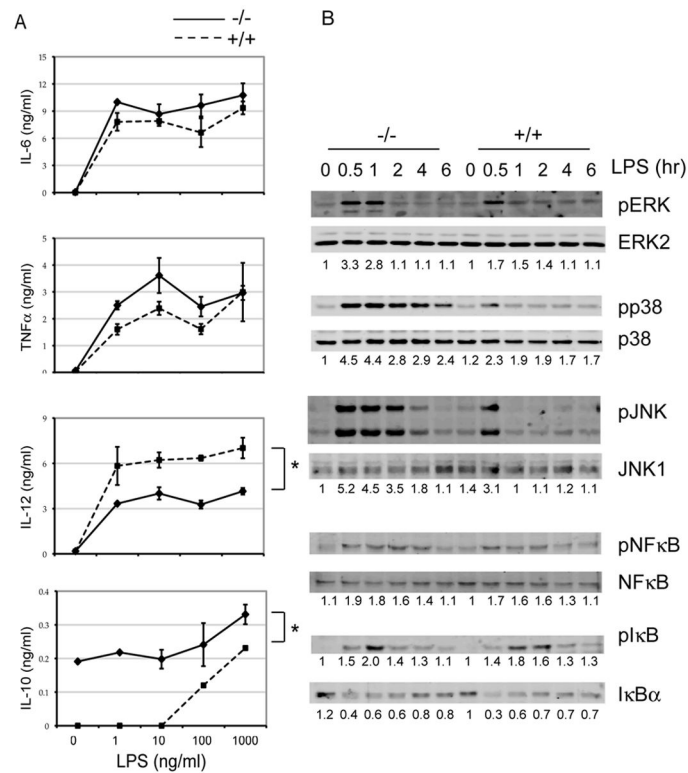 A
-/-
+/+
B
IL-6 (ng/ml)
15
12
9
6
3
0
TNFα (ng/ml)
5
4
3
2
1
0
IL-12 (ng/ml)
12
9
6
3
0
*
IL-10 (ng/ml)
0.4
0.3
0.2
0.1
0
*
0 1 10 100 1000
LPS (ng/ml)
-/- +/+
0 0.5 1 2 4 6 0 0.5 1 2 4 6 LPS (hr)
pERK
ERK2
1 3.3 2.8 1.1 1.1 1.1 1 1.7 1.5 1.4 1.1 1.1
pp38
p38
1 4.5 4.4 2.8 2.9 2.4 1.2 2.3 1.9 1.9 1.7 1.7
pJNK
JNK1
1 5.2 4.5 3.5 1.8 1.1 1.4 3.1 1 1.1 1.2 1.1
pNFκB
NFκB
1.1 1.9 1.8 1.6 1.4 1.1 1 1.7 1.6 1.6 1.3 1.1
pIκB
1 1.5 2.0 1.4 1.3 1.1 1 1.4 1.8 1.6 1.3 1.3
IκBα
1.2 0.4 0.6 0.6 0.8 0.8 1 0.3 0.6 0.7 0.7 0.7